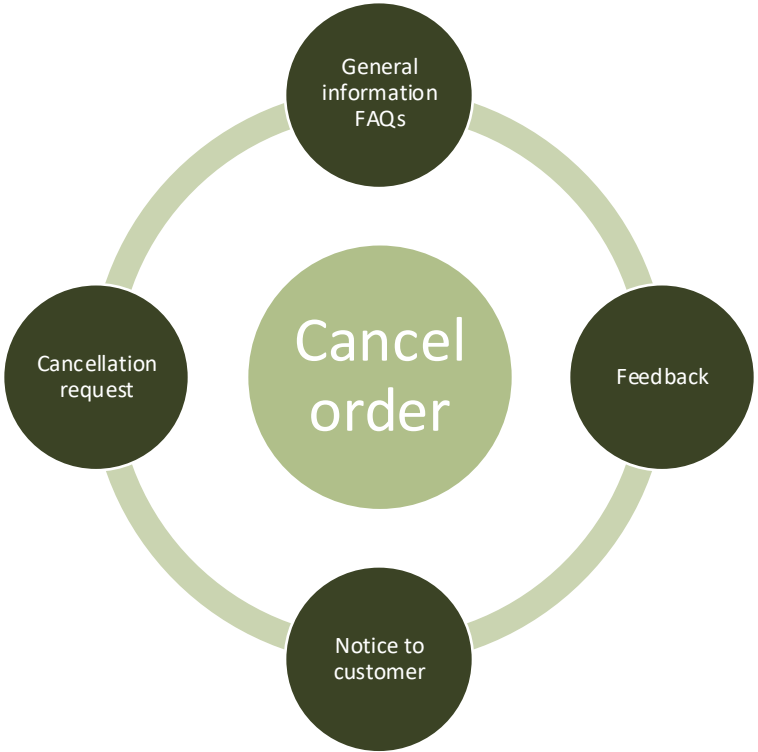 General
information
FAQs
Cancel
order
Cancellation
request
Feedback
Notice to
customer